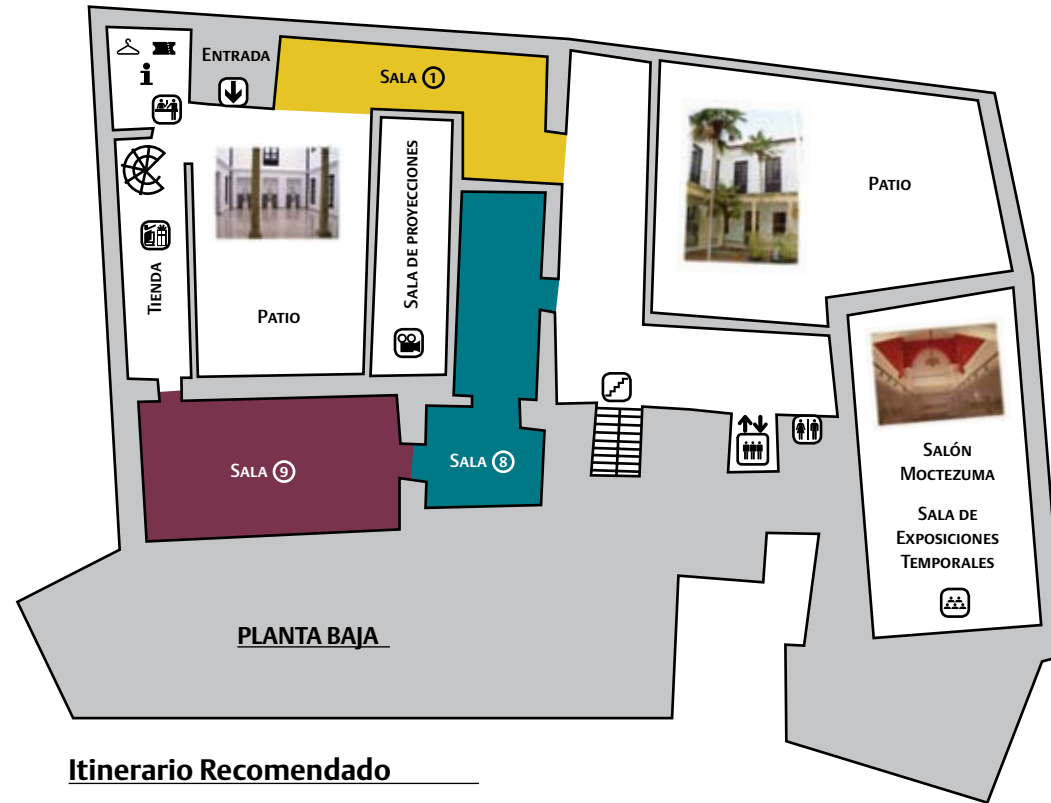 ENTRADA
SALA 1
i
SALA DE PROYECCIONES
PATIO
TIENDA
PATIO
SALA 9
SALA 8
SALÓN
MOCTEZUMA
SALA DE
EXPOSICIONES
TEMPORALES
PLANTA BAJA
Itinerario Recomendado